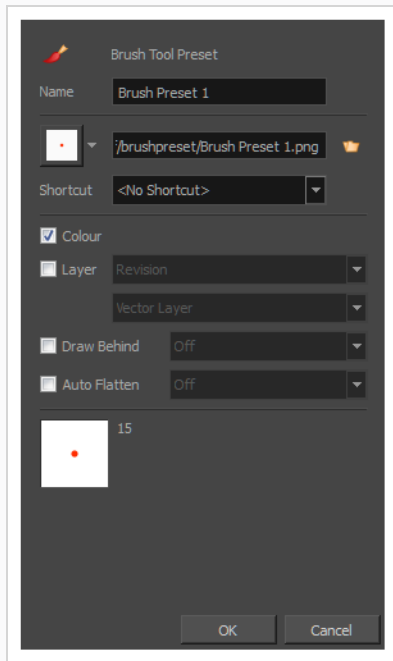 Brush Tool Preset
Name Brush Preset 1
/brushpreset/Brush Preset 1.png
Shortcut <No Shortcut>
Colour
Layer Revision
Vector Layer
Draw Behind Off
Auto Flatten Off
15
OK Cancel